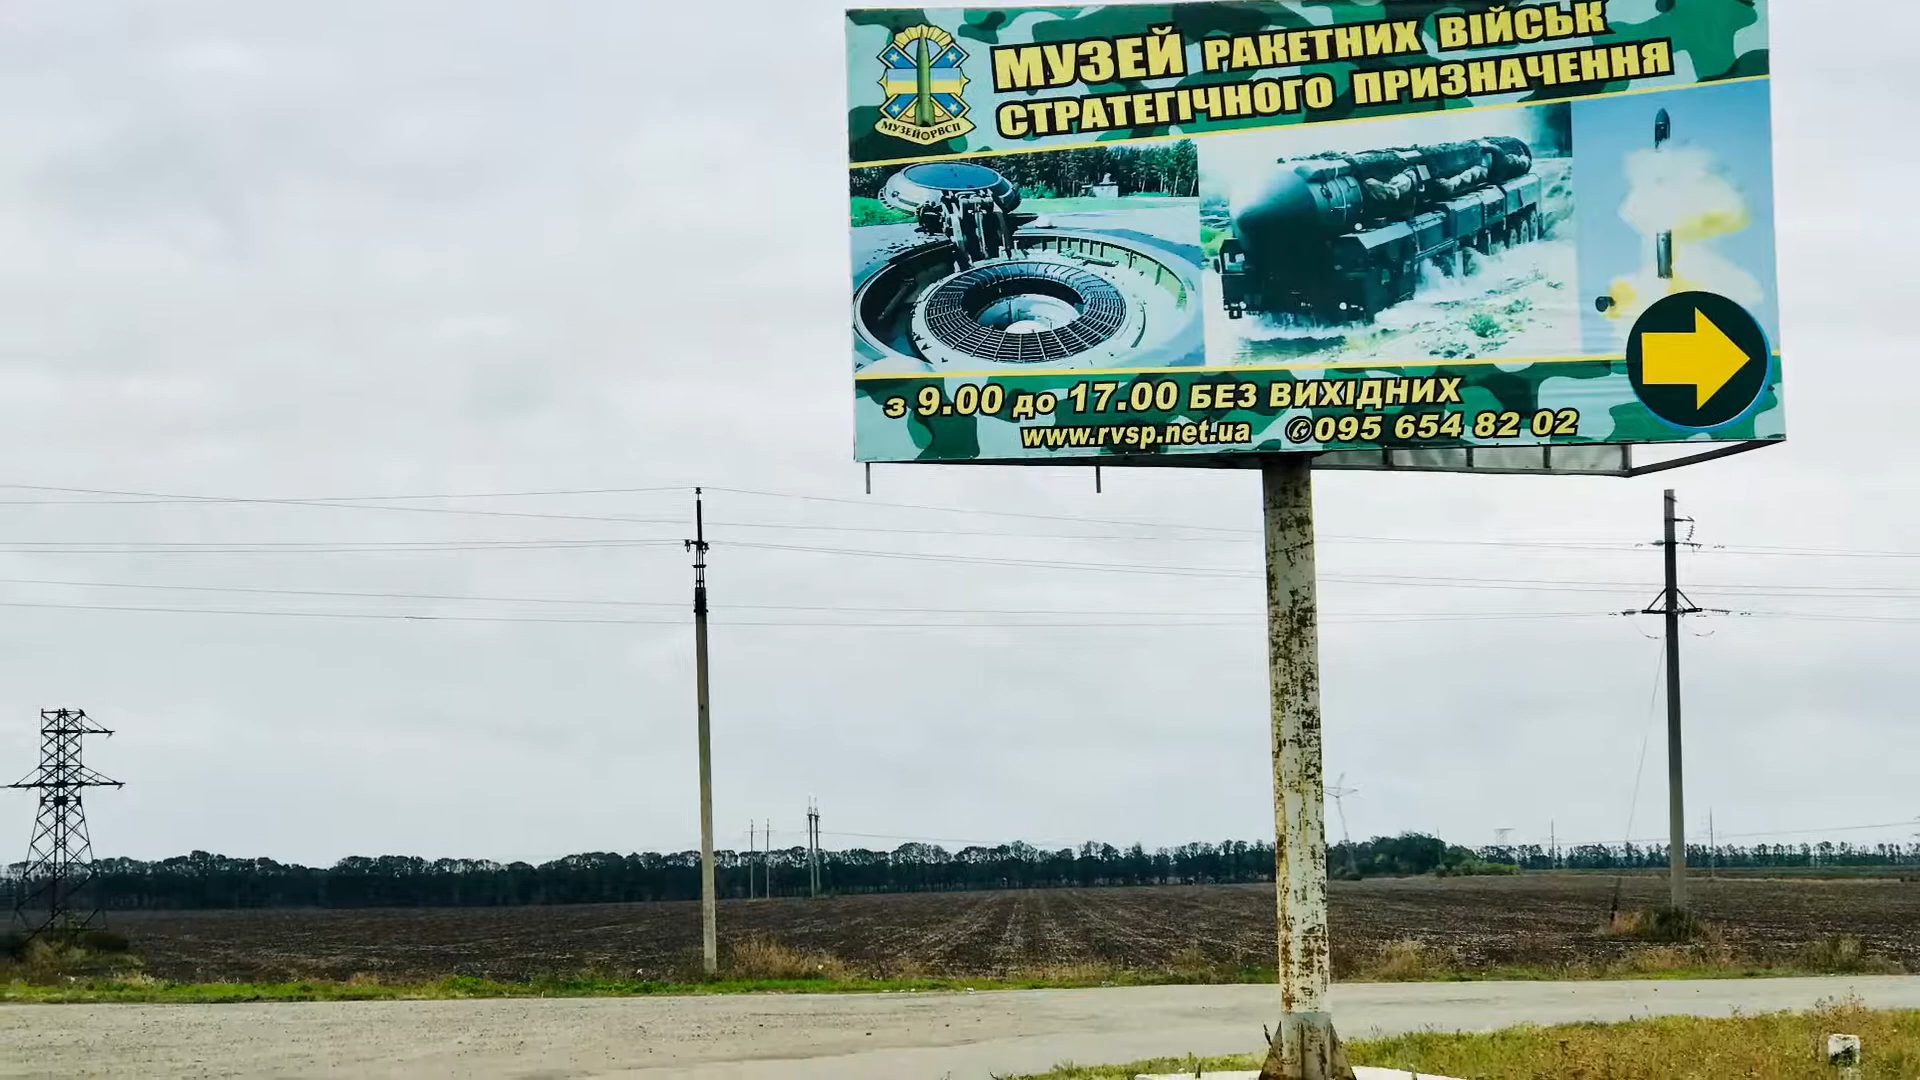 МУЗЕЙ РАКЕТНИХ ВІЙСЬК
СТРАТЕГІЧНОГО ПРИЗНАЧЕННЯ
МУЗЕЙ РВСП
з 9.00 до 17.00 БЕЗ ВИХІДНИХ
www.rvsp.net.ua ✆095 654 82 02